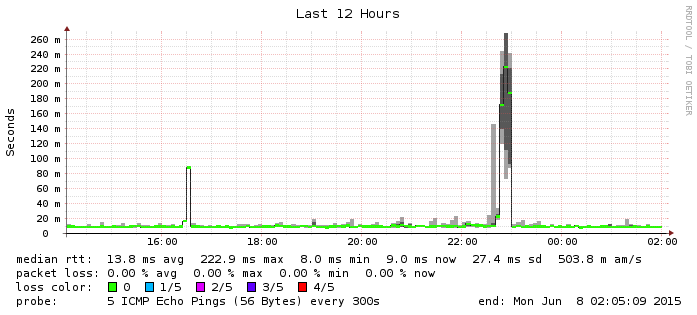 Last 12 Hours
RRDTOOL / TOBI OETIKER
Seconds
260 m
240 m
220 m
200 m
180 m
160 m
140 m
120 m
100 m
80 m
60 m
40 m
20 m
0
16:00 18:00 20:00 22:00 00:00 02:00
median rtt: 13.8 ms avg 222.9 ms max 8.0 ms min 9.0 ms now 27.4 ms sd 503.8 m am/s
packet loss: 0.00 % avg 0.00 % max 0.00 % min 0.00 % now
loss color: 0 1/5 2/5 3/5 4/5
probe: 5 ICMP Echo Pings (56 Bytes) every 300s end: Mon Jun 8 02:05:09 2015